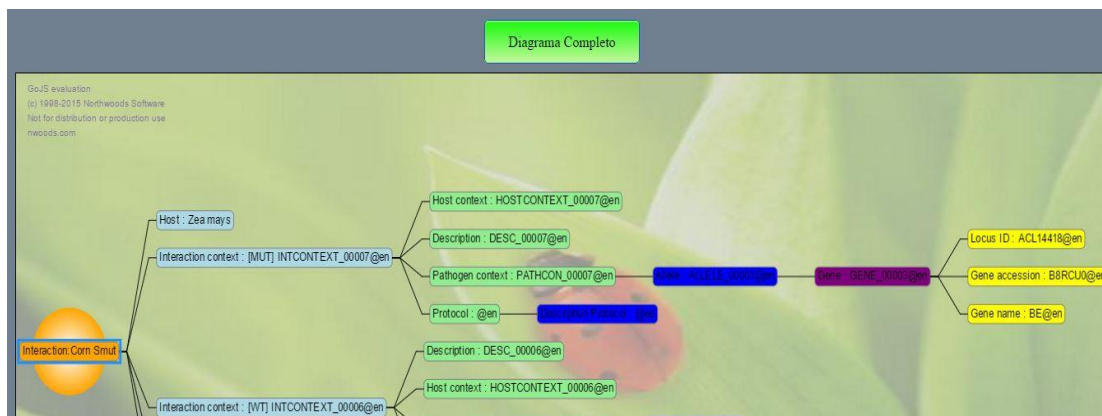 Diagrama Completo
GoJS evaluation
(c) 1998-2015 Northwoods Software
Not for distribution or production use
nwoods.com
Host context : HOSTCONTEXT_00007@en
Host : Zea mays
Description : DESC_00007@en
Locus ID : ACL14418@en
Interaction context : [MUT] INTCONTEXT_00007@en
Pathogen context : PATHCON_00007@en
Gene : GENE_00003@en
Gene accession : B8RCU0@en
Protocol : @en
Description Protocol : @en
Gene name : BE@en
Interaction:Corn Smut
Description : DESC_00006@en
Host context : HOSTCONTEXT_00006@en
Interaction context : [WT] INTCONTEXT_00006@en